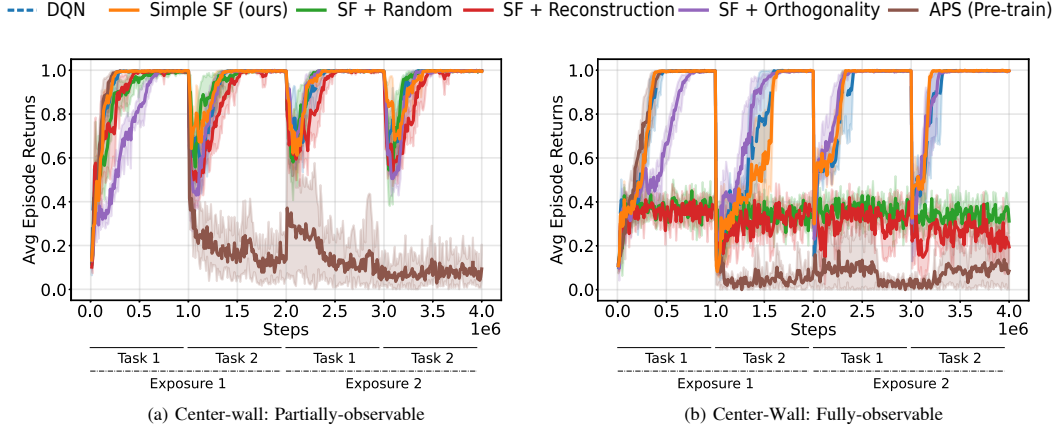 DQN Simple SF (ours) SF + Random SF + Reconstruction SF + Orthogonality APS (Pre-train)
Avg Episode Returns
1.0
0.8
0.6
0.4
0.2
0.0
0.0 0.5 1.0 1.5 2.0 2.5 3.0 3.5 4.0
Steps
1e6
Task 1 Task 2 Task 1 Task 2
Exposure 1 Exposure 2
(a) Center-wall: Partially-observable
Avg Episode Returns
1.0
0.8
0.6
0.4
0.2
0.0
0.0 0.5 1.0 1.5 2.0 2.5 3.0 3.5 4.0
Steps
1e6
Task 1 Task 2 Task 1 Task 2
Exposure 1 Exposure 2
(b) Center-Wall: Fully-observable